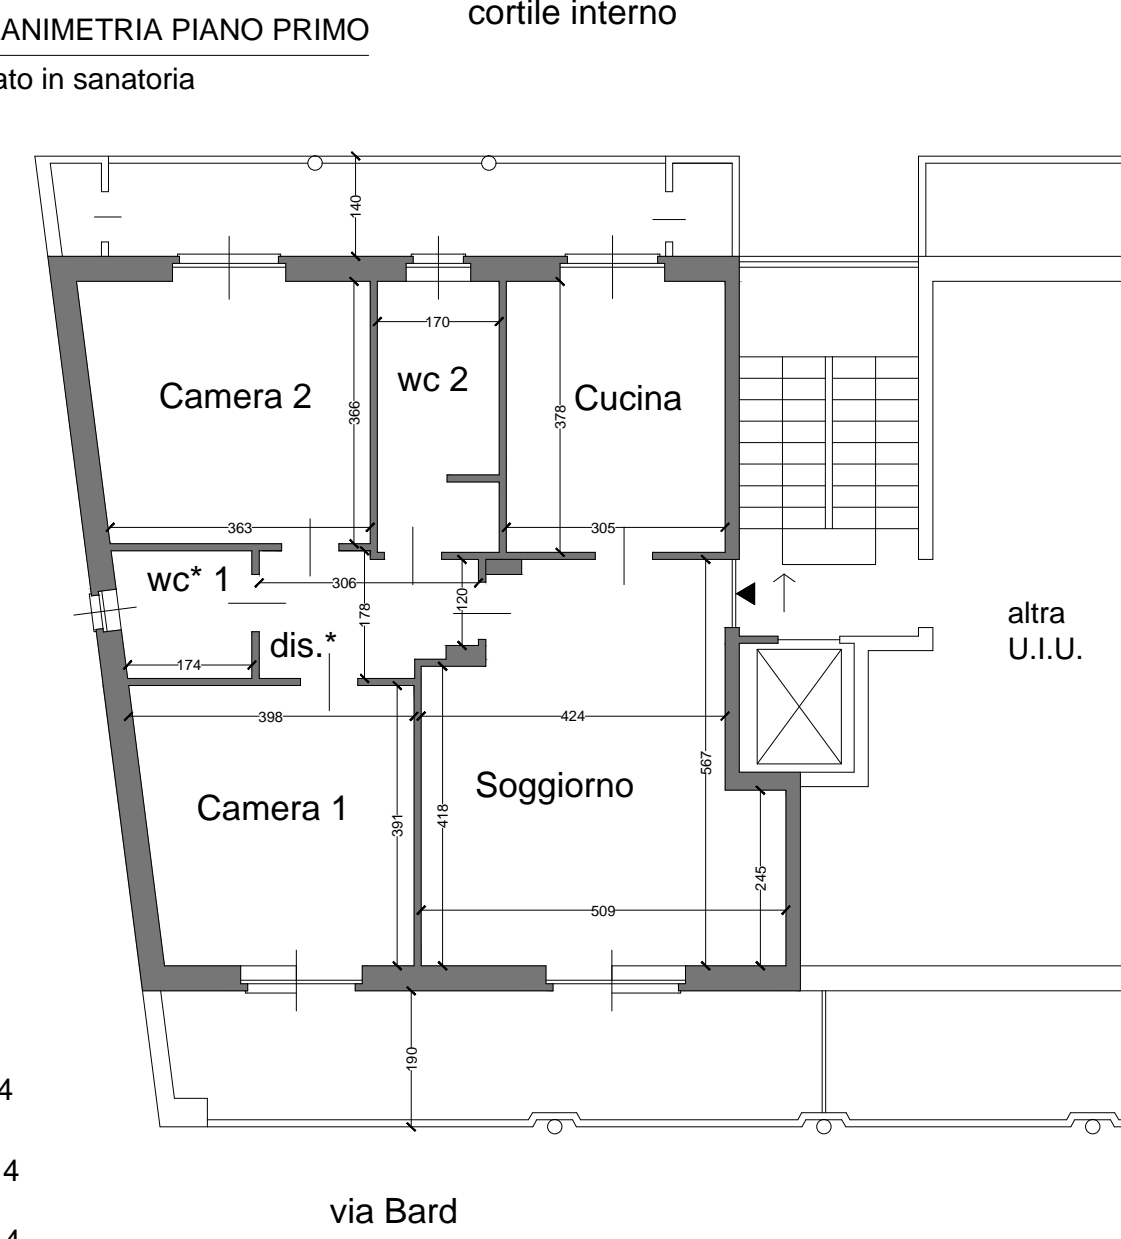 cortile interno
ANIMETRIA PIANO PRIMO
ato in sanatoria
140
170
Camera 2
wc 2
Cucina
366
378
363
305
wc* 1
306
178
120
dis.*
174
altra
U.I.U.
398
424
567
Soggiorno
Camera 1
391
418
245
509
190
4
4
4
via Bard